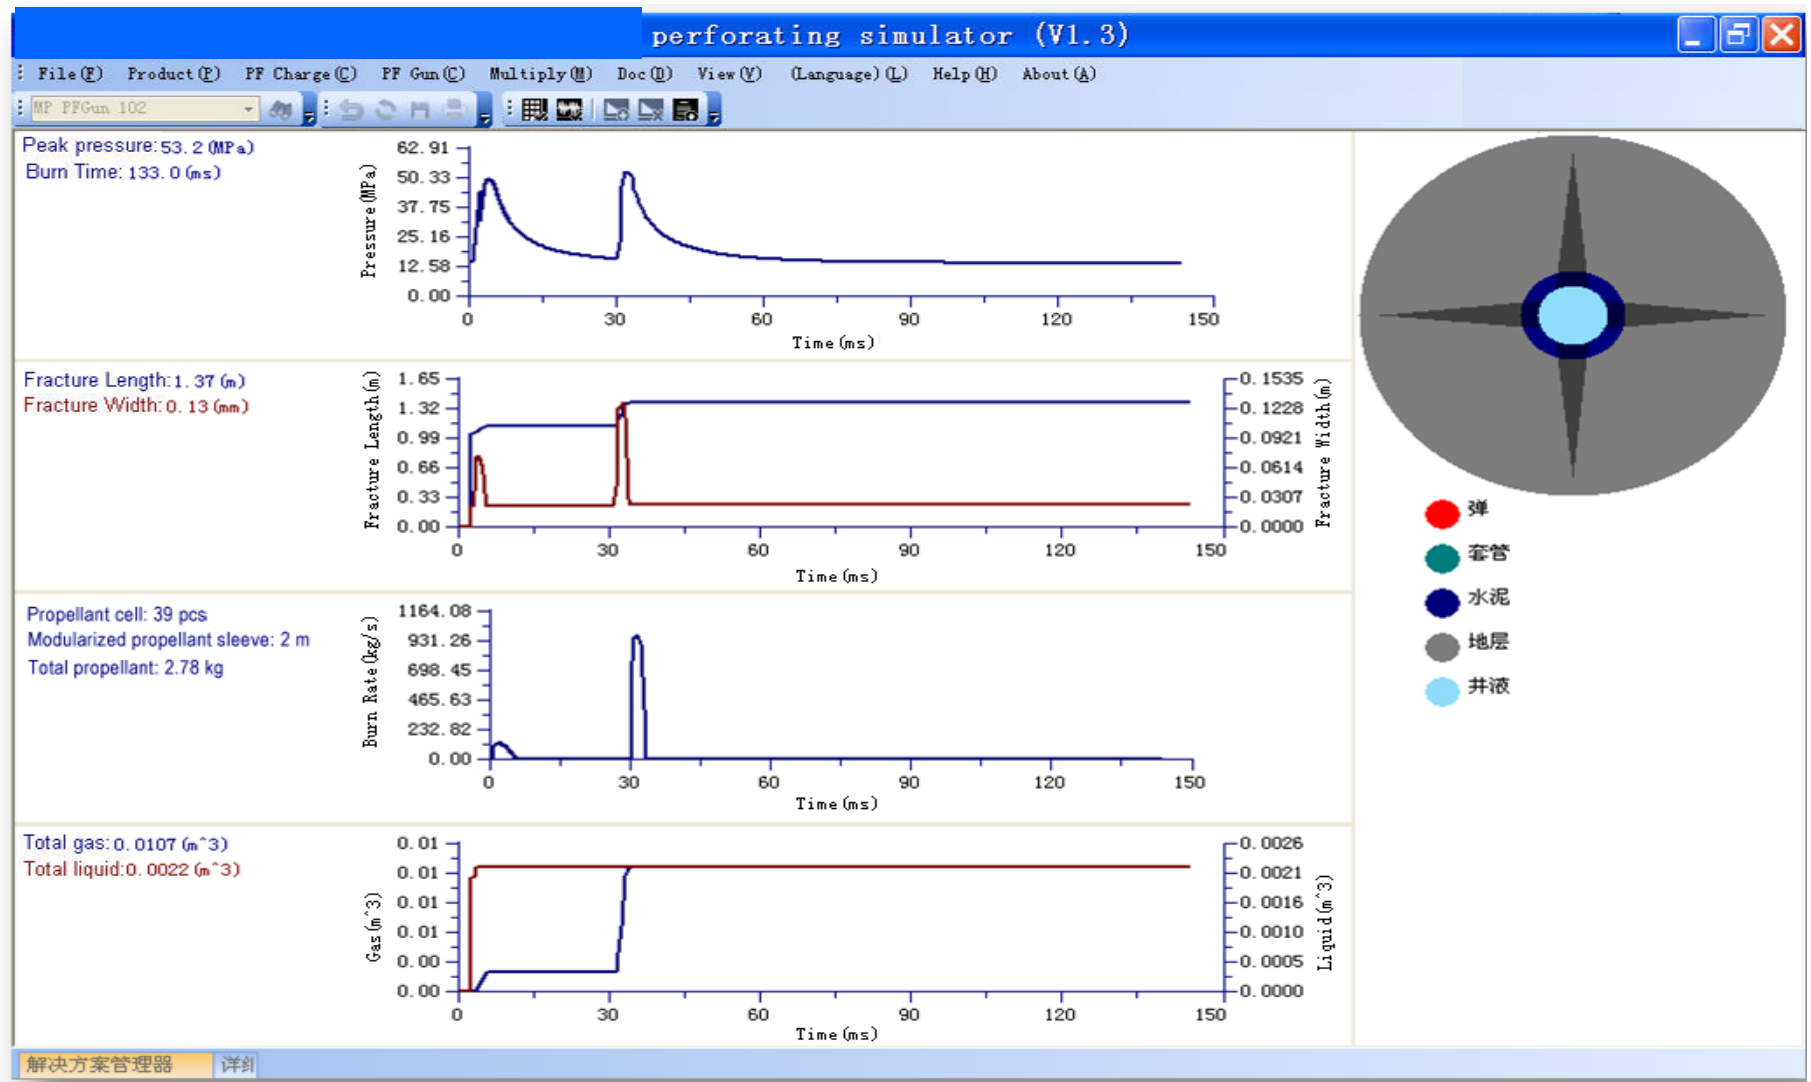 perforating simulator (V1.3)
File(F) Product(P) PF Charge(C) PF Gun(C) Multiply(M) Doc(D) View(V) (Language)(L) Help(H) About(A)
MP PFGun 102
Peak pressure:53.2(MPa)
Burn Time: 133.0(ms)
Pressure(MPa)
62.91
50.33
37.75
25.16
12.58
0.00
0 30 60 90 120 150
Time(ms)
Fracture Length:1.37(m)
Fracture Width:0.13(mm)
Fracture Length(m)
1.65
1.32
0.99
0.66
0.33
0.00
0.1535
0.1228
0.0921
0.0614
0.0307
0.0000
Fracture Width(m)
0 30 60 90 120 150
Time(ms)
Propellant cell: 39 pcs
Modularized propellant sleeve: 2 m
Total propellant: 2.78 kg
Burn Rate(kg/s)
1164.08
931.26
698.45
465.63
232.82
0.00
0 30 60 90 120 150
Time(ms)
Total gas:0.0107(m^3)
Total liquid:0.0022(m^3)
Gas(m^3)
0.01
0.01
0.01
0.01
0.00
0.00
0.0026
0.0021
0.0016
0.0010
0.0005
0.0000
Liquid(m^3)
0 30 60 90 120 150
Time(ms)
弹
套管
水泥
地层
井液
解决方案管理器